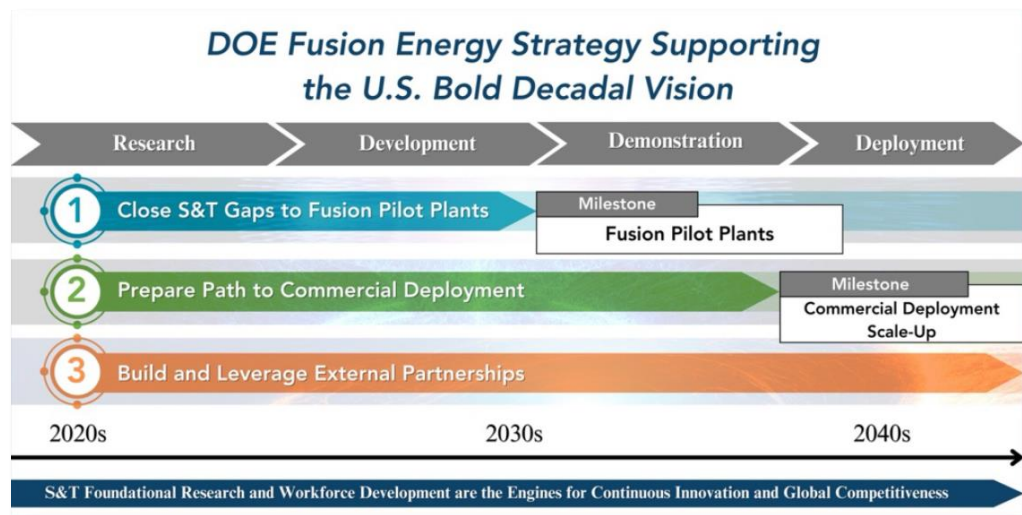 DOE Fusion Energy Strategy Supporting
the U.S. Bold Decadal Vision
Research
Development
Demonstration
Deployment
1
Close S&T Gaps to Fusion Pilot Plants
Milestone
Fusion Pilot Plants
2
Prepare Path to Commercial Deployment
Milestone
Commercial Deployment
Scale-Up
3
Build and Leverage External Partnerships
2020s
2030s
2040s
S&T Foundational Research and Workforce Development are the Engines for Continuous Innovation and Global Competitiveness